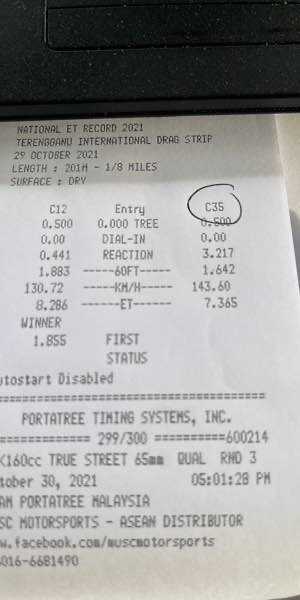 NATIONAL ET RECORD 2021
TERENGGANU INTERNATIONAL DRAG STRIP
29 OCTOBER 2021
LENGTH : 201M - 1/8 MILES
SURFACE : DRY
C12 Entry C35
0.500 0.000 TREE 0.500
0.00 DIAL-IN 0.00
0.441 REACTION 3.217
1.883 ------60FT----- 1.642
130.72 -----KM/H----- 143.60
8.286 ------ET----- 7.365
WINNER
1.855 FIRST
STATUS
utostart Disabled
=====================================
PORTATREE TIMING SYSTEMS, INC.
============ 299/300 ==========600214
160cc TRUE STREET 65mm QUAL RND 3
tober 30, 2021 05:01:28 PM
AM PORTATREE MALAYSIA
SC MOTORSPORTS - ASEAN DISTRIBUTOR
w.facebook.com/muscmotorsports
016-6681490